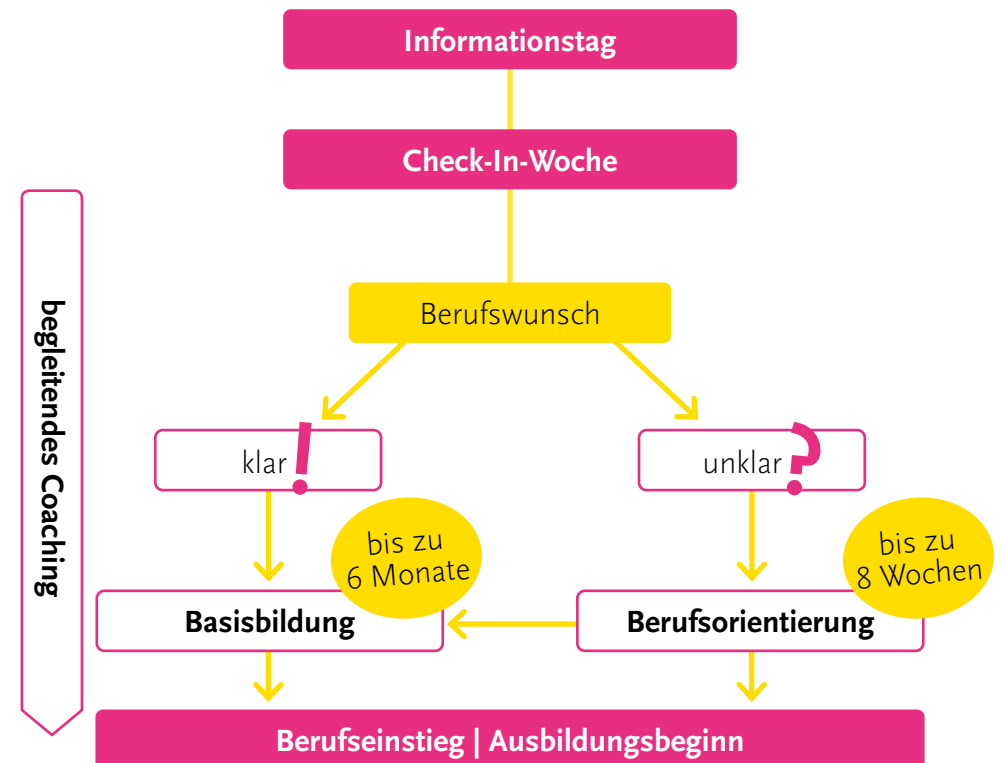 Informationstag
Check-In-Woche
begleitendes Coaching
Berufswunsch
klar !
unklar ?
bis zu
6 Monate
bis zu
8 Wochen
Basisbildung
Berufsorientierung
Berufseinstieg | Ausbildungsbeginn